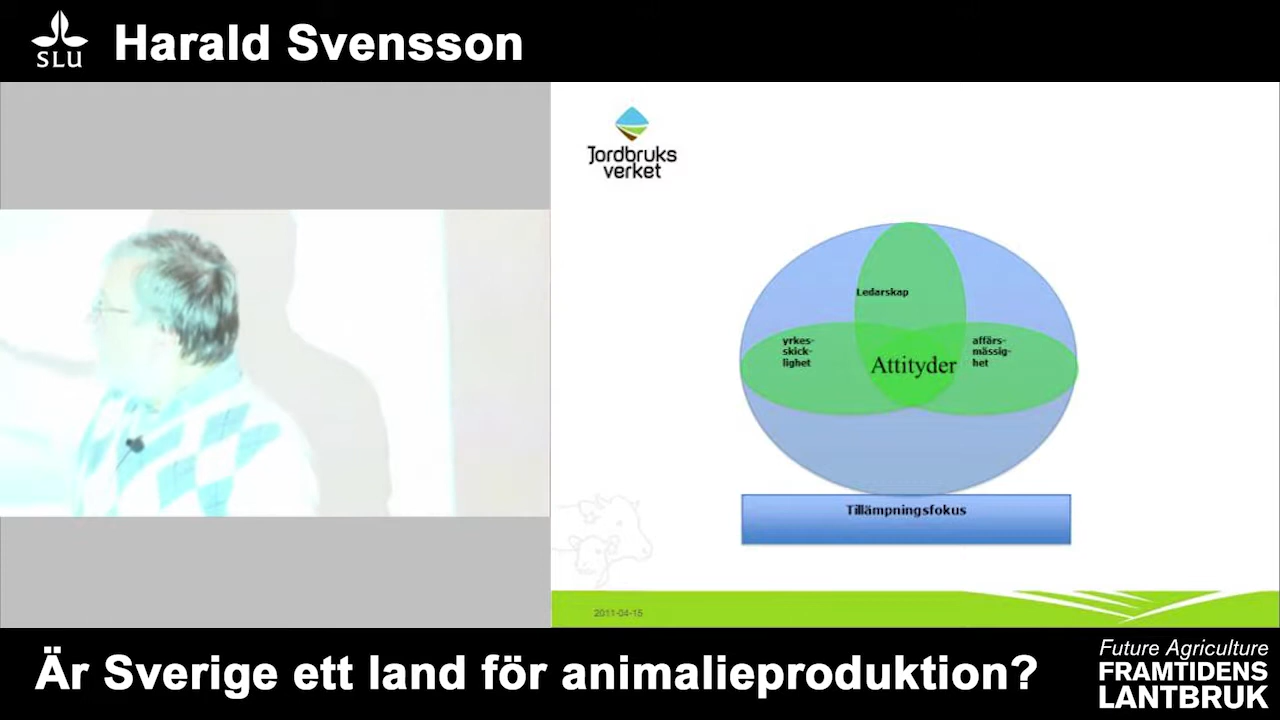 SLU
Harald Svensson
Jordbruks
verket
Ledarskap
yrkes-
skick-
lighet
Attityder
affärs-
mässig-
het
Tillämpningsfokus
2011-04-15
Är Sverige ett land för animalieproduktion?
Future Agriculture
FRAMTIDENS
LANTBRUK